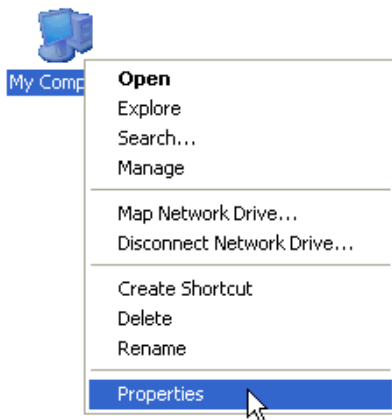 My Comp
Open
Explore
Search...
Manage
Map Network Drive...
Disconnect Network Drive...
Create Shortcut
Delete
Rename
Properties